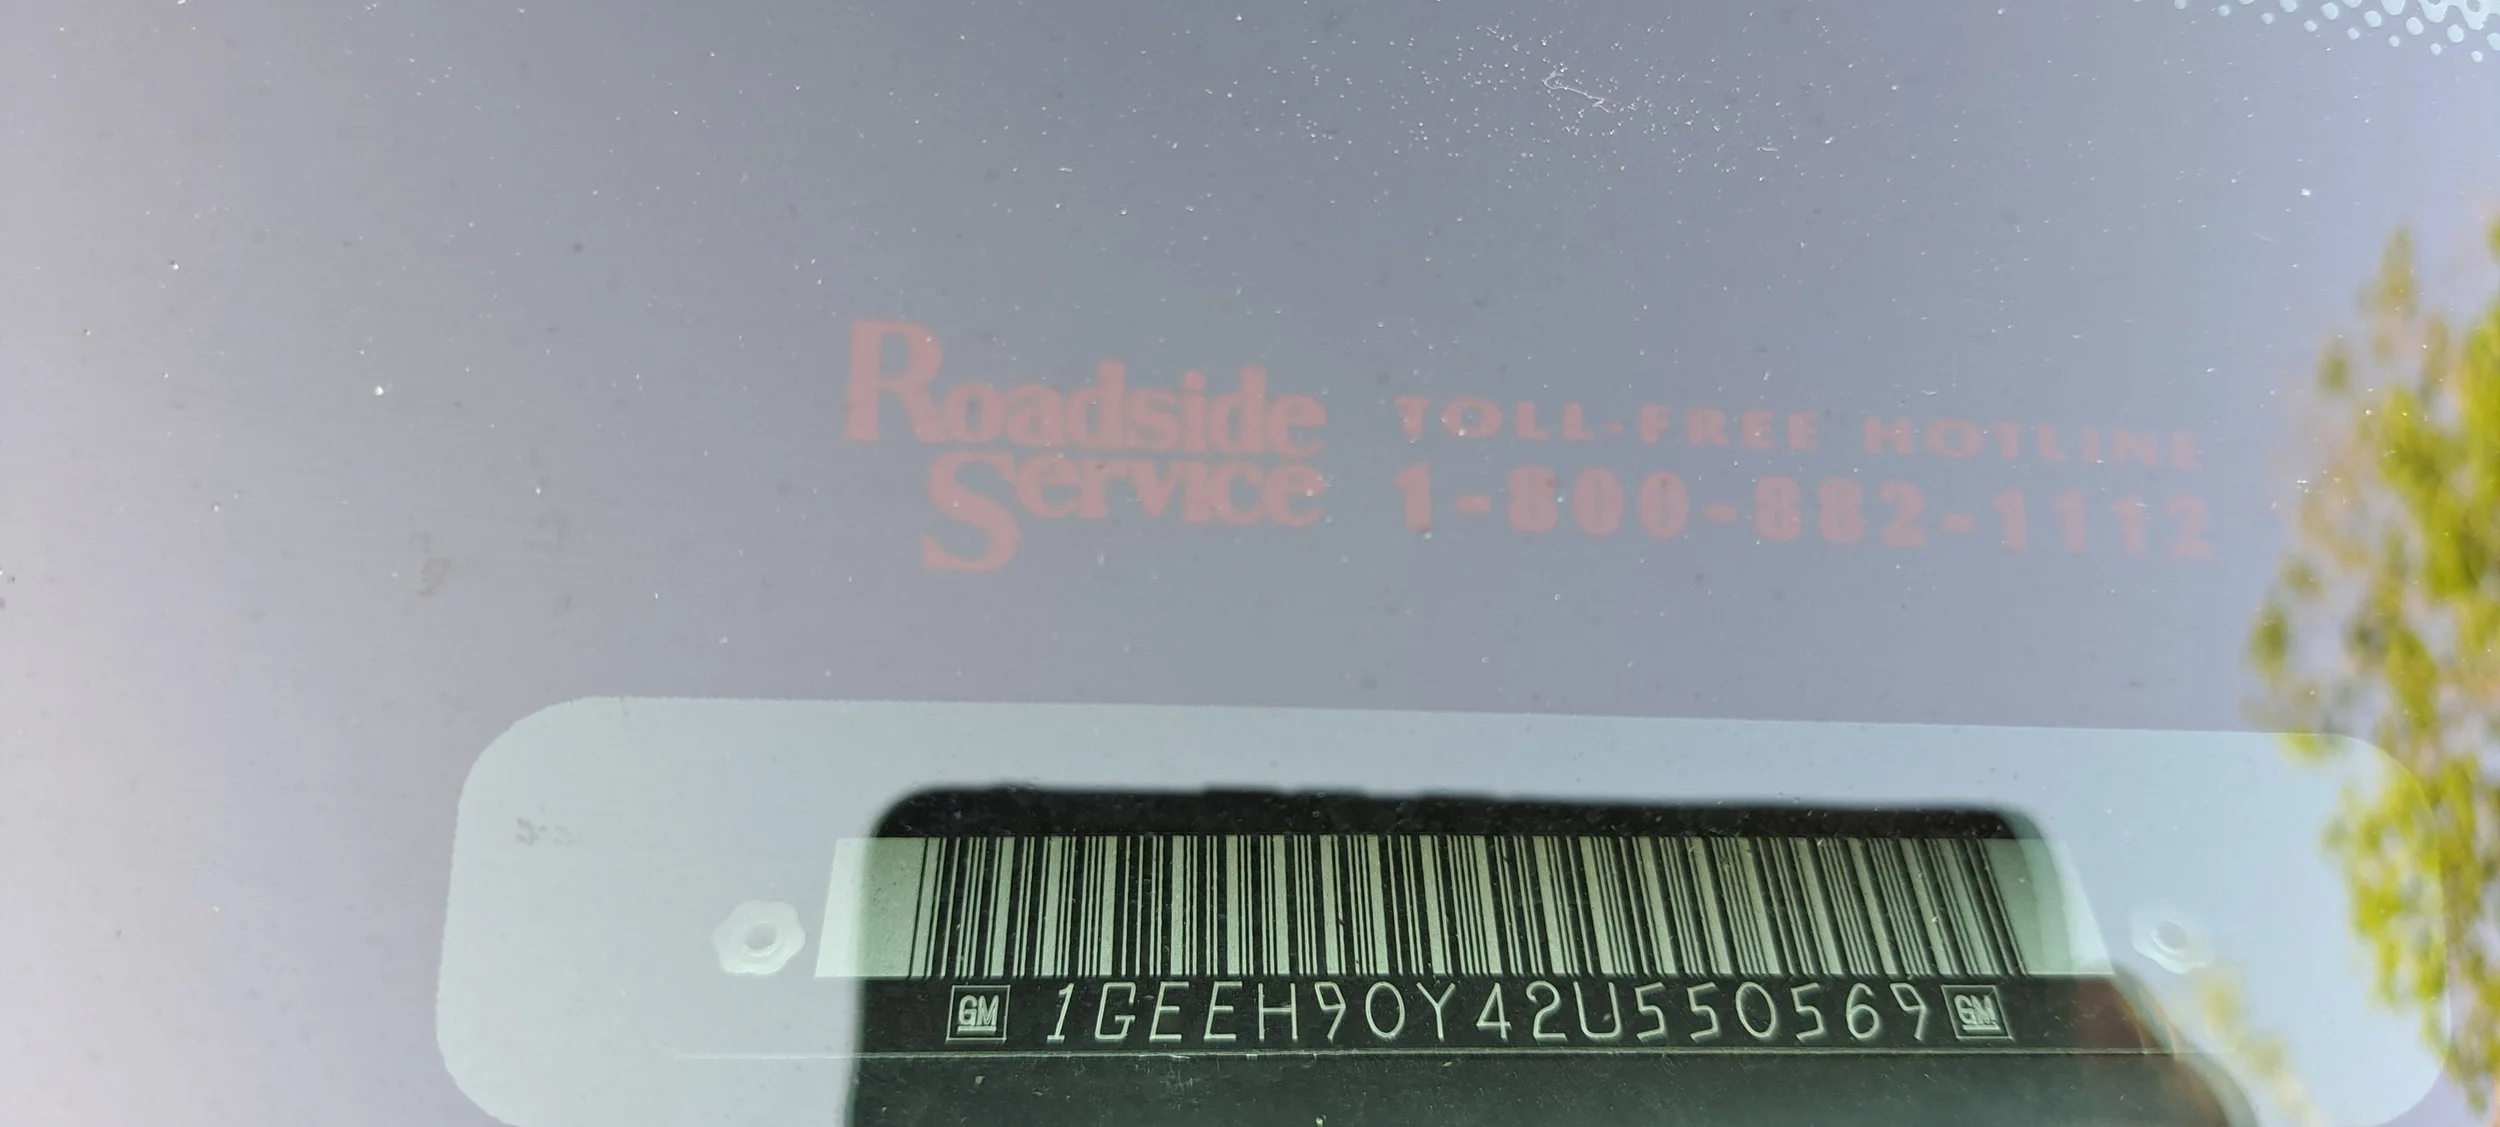 Roadside
Service
TOLL-FREE HOTLINE
1-800-882-1112
GM 1GEEH90Y42U550569 GM